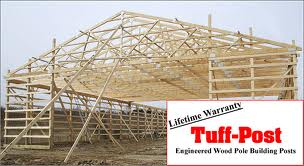 Lifetime Warranty
Tuff-Post
Engineered Wood Pole Building Posts